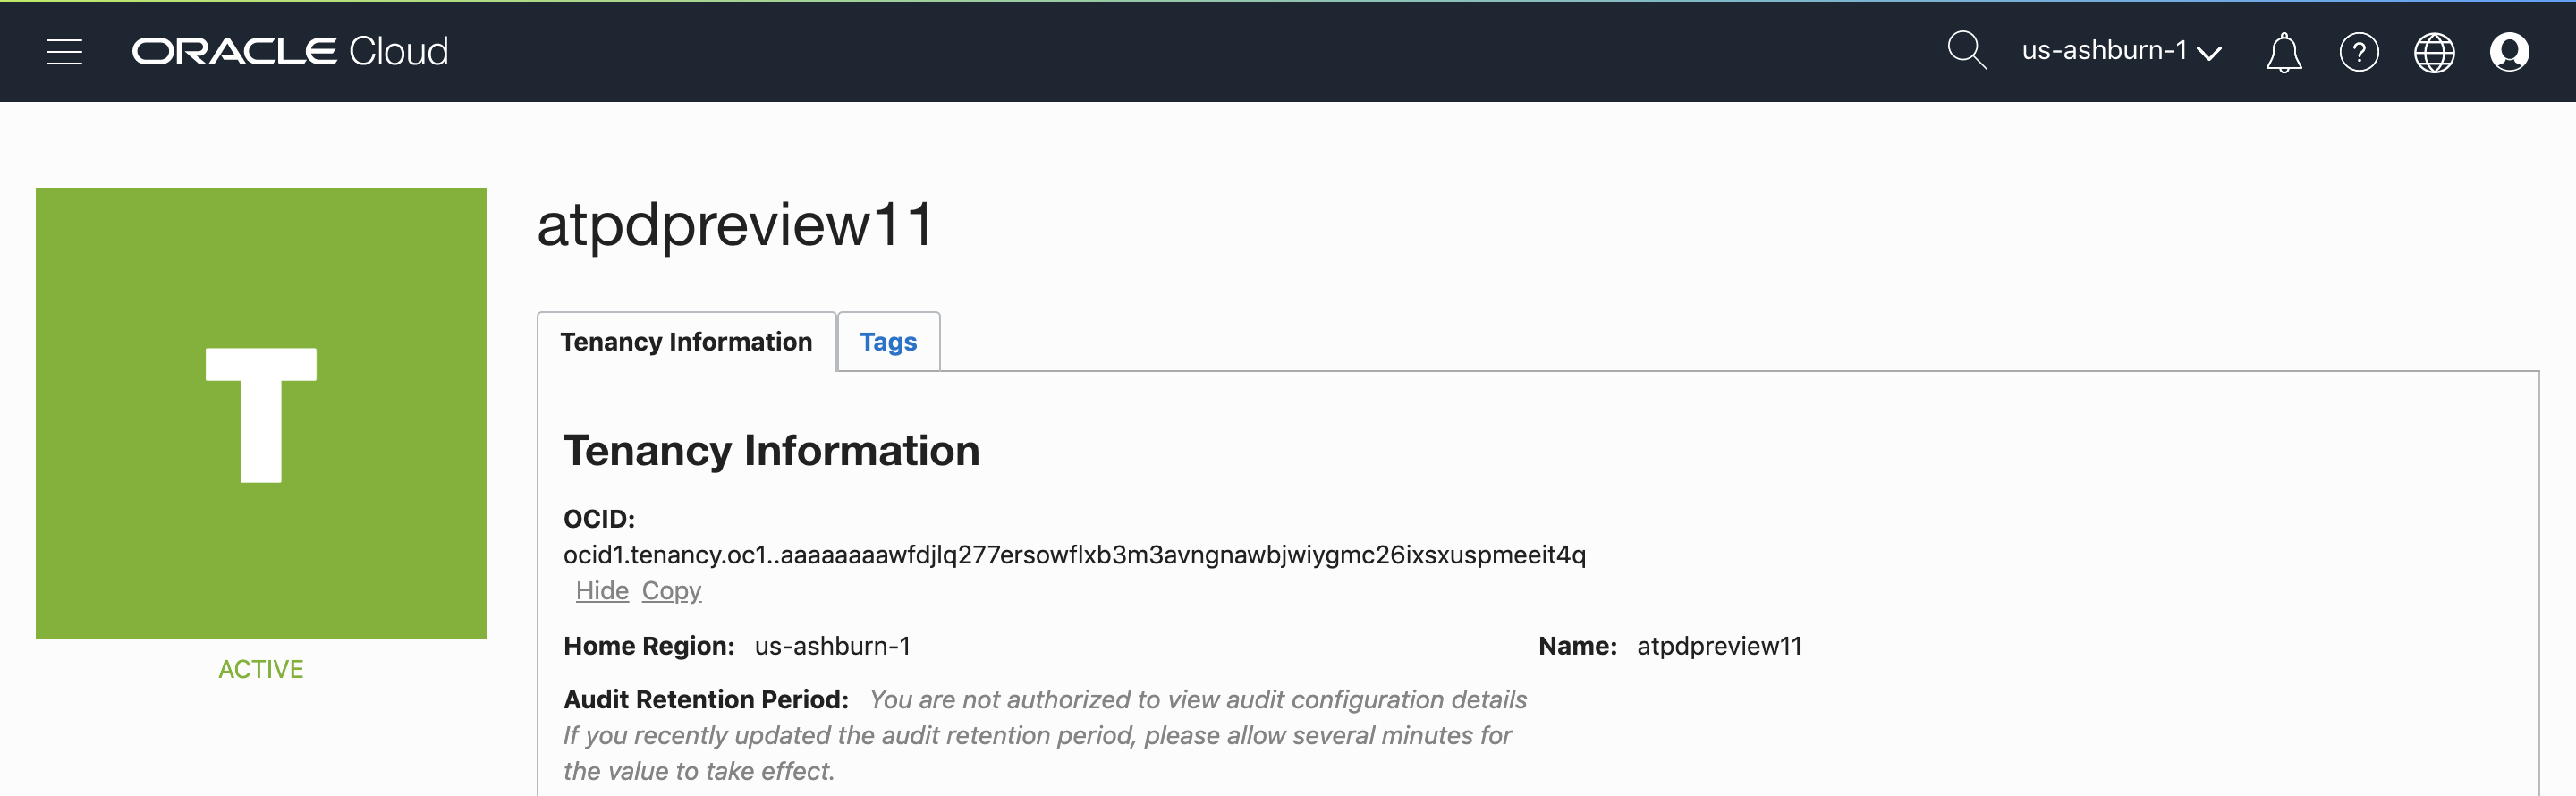 ORACLE Cloud
us-ashburn-1
T
ACTIVE
atpdpreview11
Tenancy Information
Tags
Tenancy Information
OCID:
ocid1.tenancy.oc1..aaaaaaaawfdjlq277ersowflxb3m3avngnawbjwiygmc26ixsxuspmeeit4q
Hide Copy
Home Region: us-ashburn-1
Name: atpdpreview11
Audit Retention Period: You are not authorized to view audit configuration details
If you recently updated the audit retention period, please allow several minutes for
the value to take effect.